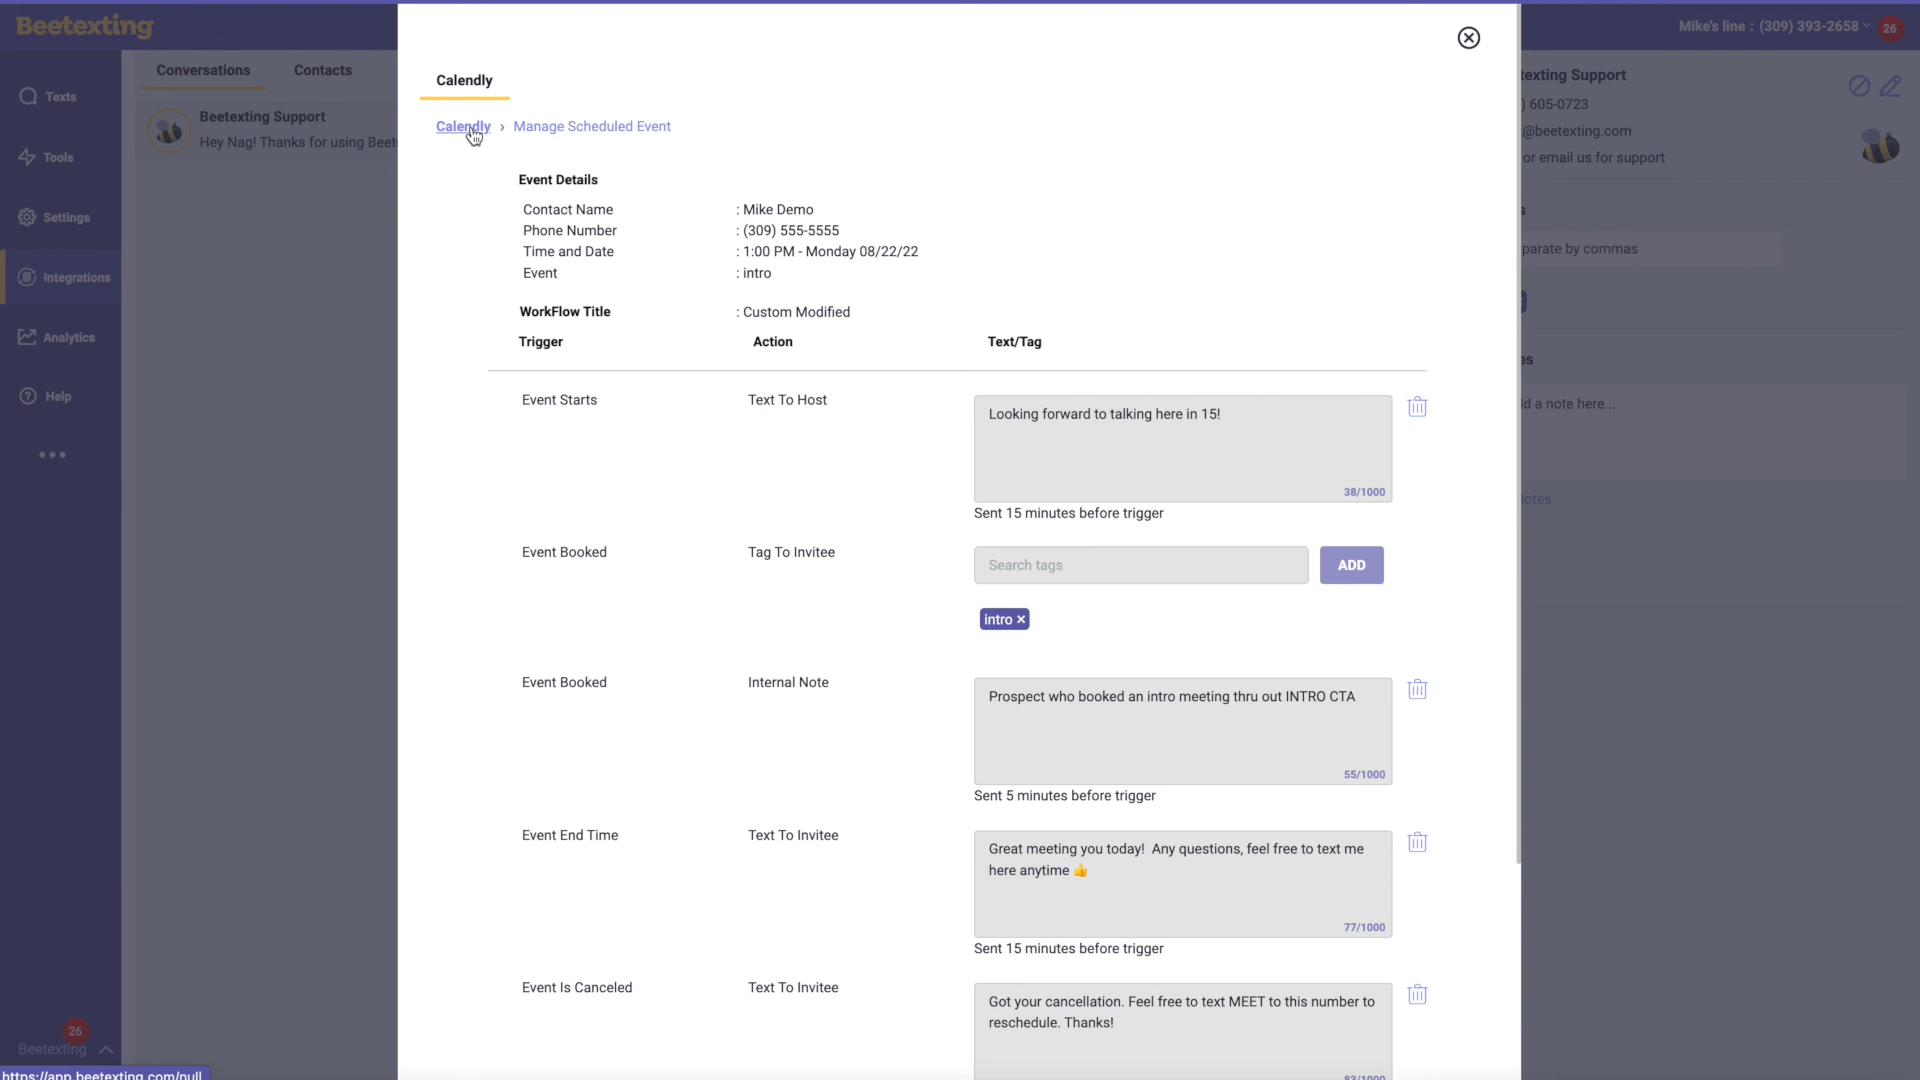 Beetexting
Mike's line : (309) 393-2658
26
Texts
Tools
Settings
Integrations
Analytics
Help
26
Beetexting
https://app.beetexting.com/null
Conversations
Contacts
Beetexting Support
Hey Nag! Thanks for using Beet
Calendly
Calendly › Manage Scheduled Event
Event Details
Contact Name : Mike Demo
Phone Number : (309) 555-5555
Time and Date : 1:00 PM - Monday 08/22/22
Event : intro
WorkFlow Title : Custom Modified
Trigger Action Text/Tag
Event Starts Text To Host
Looking forward to talking here in 15!
38/1000
Sent 15 minutes before trigger
Event Booked Tag To Invitee
Search tags ADD
intro ×
Event Booked Internal Note
Prospect who booked an intro meeting thru out INTRO CTA
55/1000
Sent 5 minutes before trigger
Event End Time Text To Invitee
Great meeting you today!  Any questions, feel free to text me
here anytime 👍
77/1000
Sent 15 minutes before trigger
Event Is Canceled Text To Invitee
Got your cancellation. Feel free to text MEET to this number to
reschedule. Thanks!
83/1000
texting Support
) 605-0723
@beetexting.com
or email us for support
s
parate by commas
es
d a note here...
otes